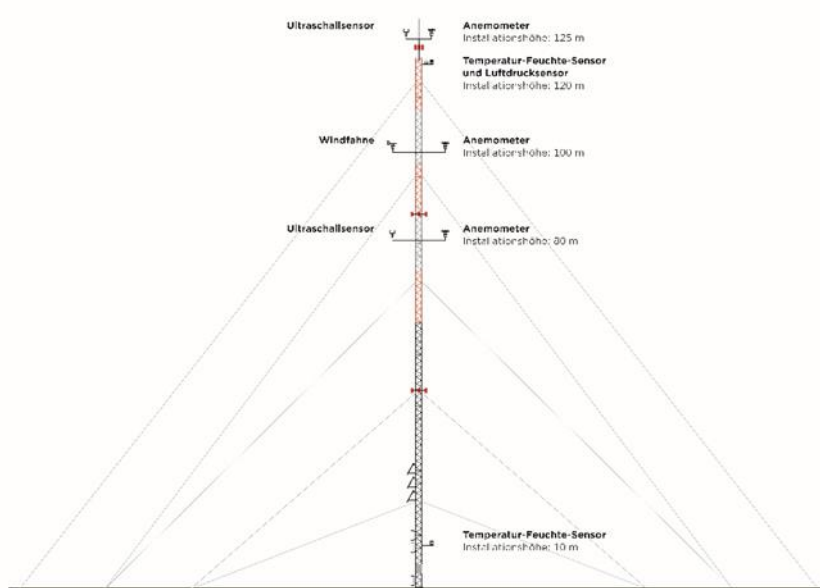 Ultraschallsensor
Anemometer
Installationshöhe: 125 m
Temperatur-Feuchte-Sensor
und Luftdrucksensor
Installationshöhe: 120 m
Windfahne
Anemometer
Installationshöhe: 100 m
Ultraschallsensor
Anemometer
Installationshöhe: 80 m
Temperatur-Feuchte-Sensor
Installationshöhe: 10 m